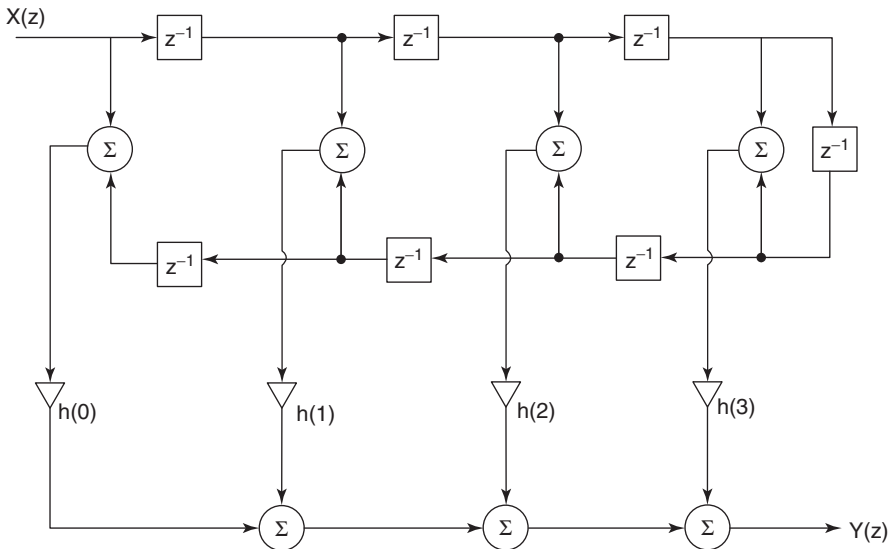 X(z)
z⁻¹ z⁻¹ z⁻¹
Σ Σ Σ Σ z⁻¹
z⁻¹ z⁻¹ z⁻¹
h(0) h(1) h(2) h(3)
Σ Σ Σ Y(z)